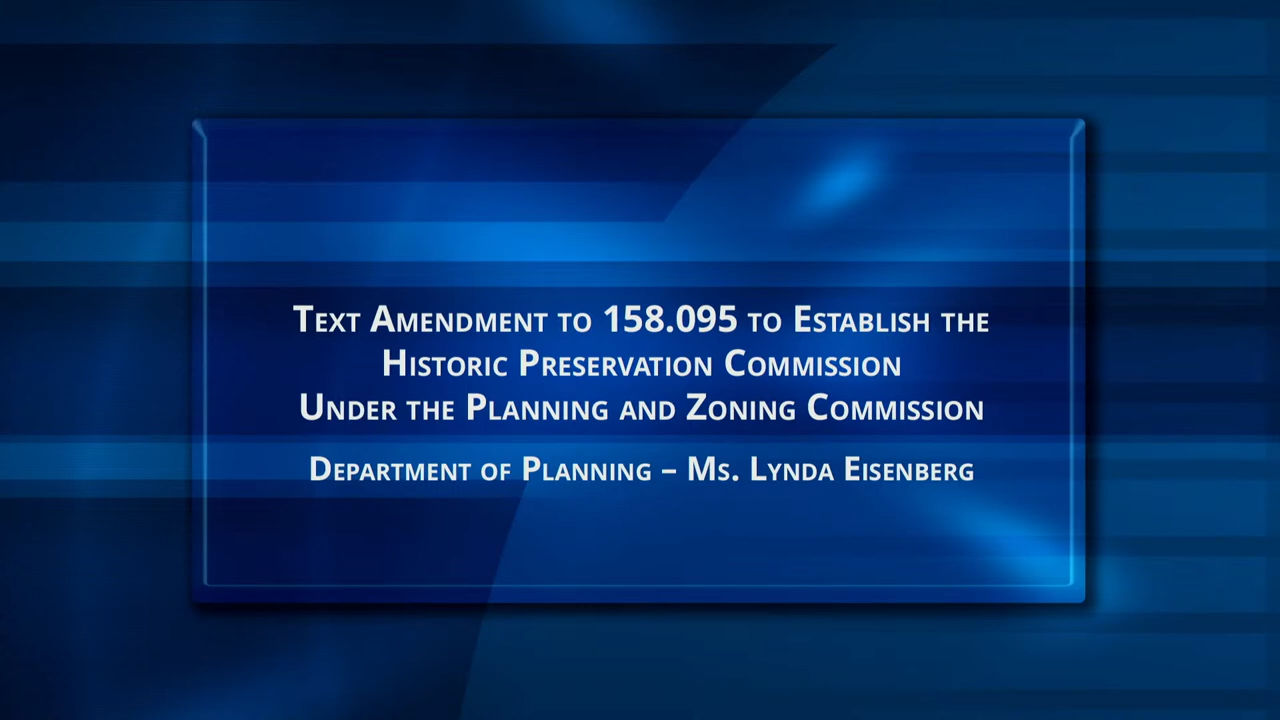 Text Amendment to 158.095 to Establish the
Historic Preservation Commission
Under the Planning and Zoning Commission
Department of Planning – Ms. Lynda Eisenberg